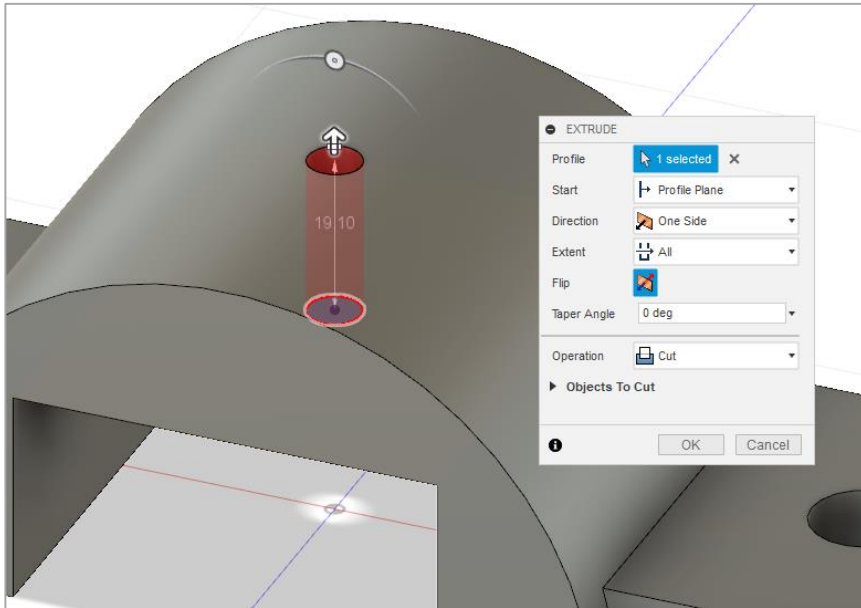 EXTRUDE
Profile 1 selected
Start Profile Plane
Direction One Side
Extent All
Flip
Taper Angle 0 deg
Operation Cut
Objects To Cut
OK Cancel
19.10